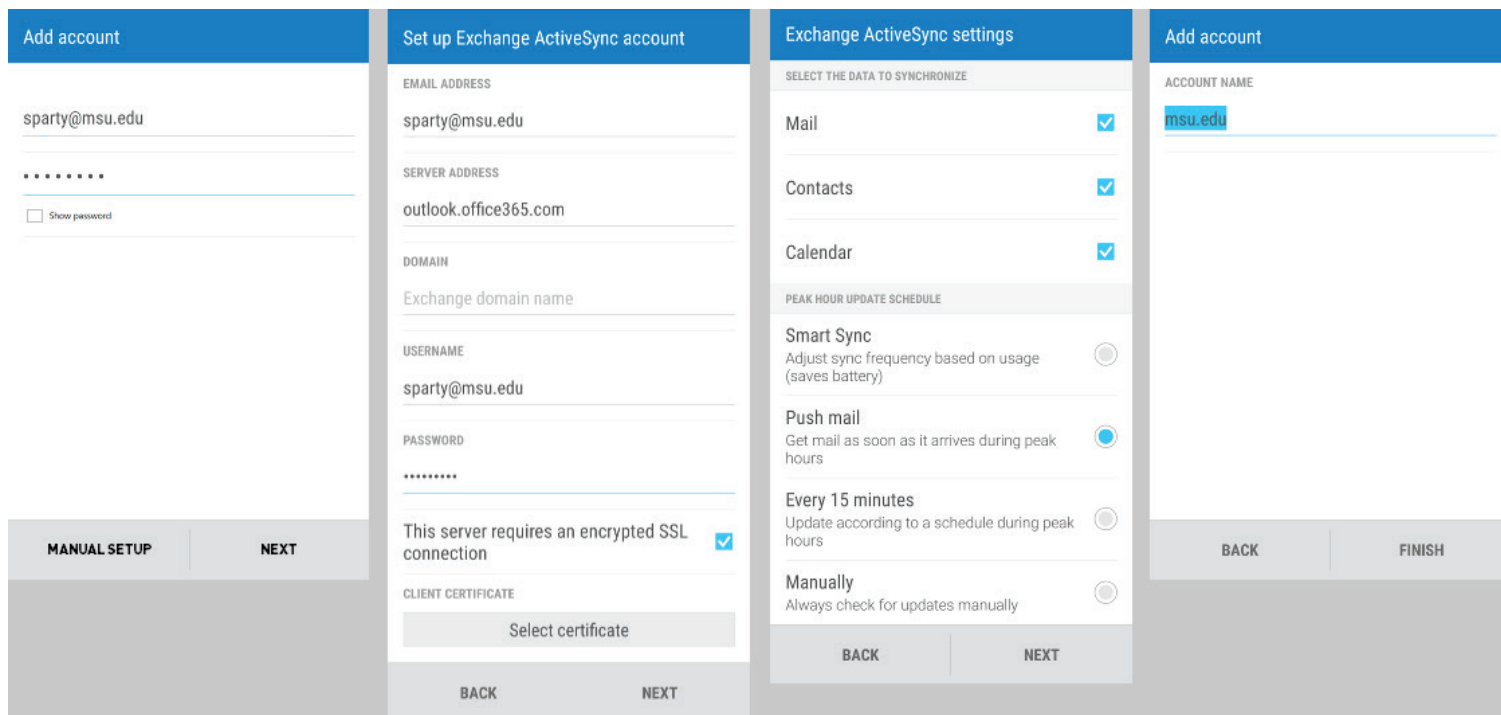 Add account
sparty@msu.edu
••••••••
Show password
MANUAL SETUP
NEXT
Set up Exchange ActiveSync account
EMAIL ADDRESS
sparty@msu.edu
SERVER ADDRESS
outlook.office365.com
DOMAIN
Exchange domain name
USERNAME
sparty@msu.edu
PASSWORD
•••••••••
This server requires an encrypted SSL
connection
CLIENT CERTIFICATE
Select certificate
BACK
NEXT
Exchange ActiveSync settings
SELECT THE DATA TO SYNCHRONIZE
Mail
Contacts
Calendar
PEAK HOUR UPDATE SCHEDULE
Smart Sync
Adjust sync frequency based on usage
(saves battery)
Push mail
Get mail as soon as it arrives during peak
hours
Every 15 minutes
Update according to a schedule during peak
hours
Manually
Always check for updates manually
BACK
NEXT
Add account
ACCOUNT NAME
msu.edu
BACK
FINISH